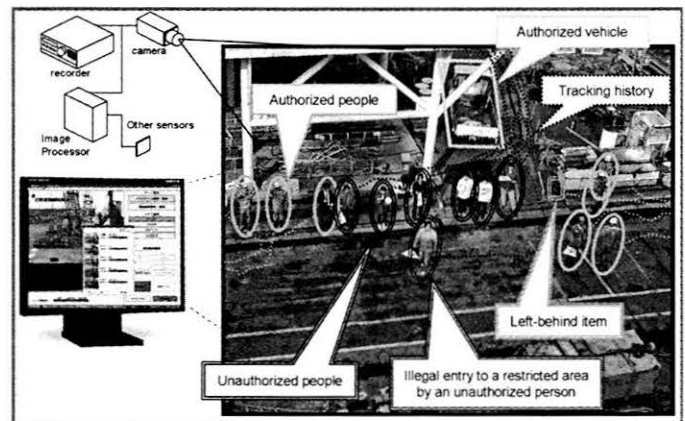 recorder
camera
Image
Processor
Other sensors
Authorized people
Authorized vehicle
Tracking history
Left-behind item
Unauthorized people
Illegal entry to a restricted area
by an unauthorized person